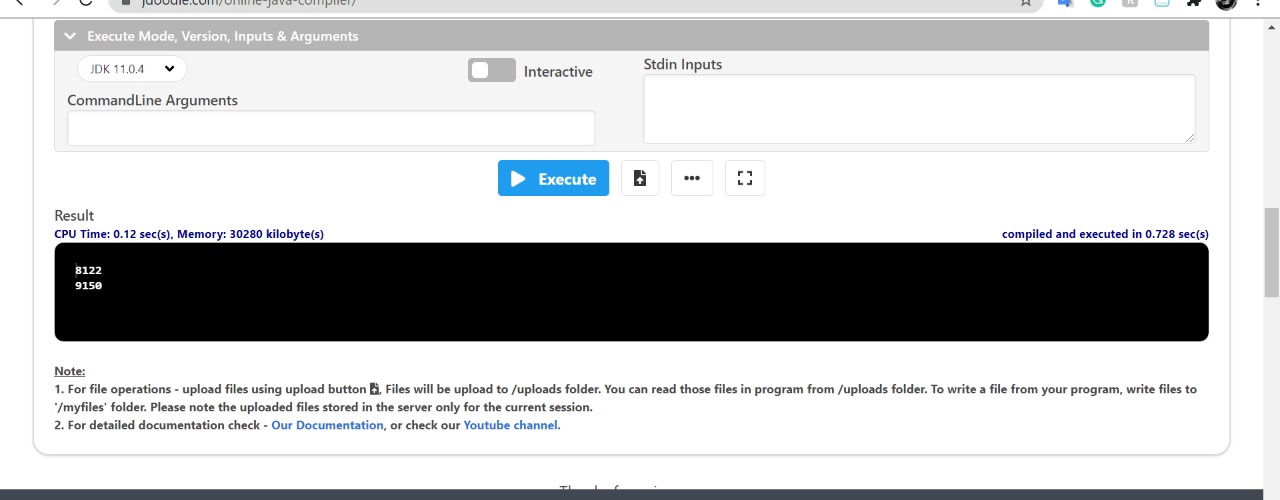 jdoodle.com/online-java-compiler/
Execute Mode, Version, Inputs & Arguments
JDK 11.0.4
Interactive
Stdin Inputs
CommandLine Arguments
Execute
Result
CPU Time: 0.12 sec(s), Memory: 30280 kilobyte(s)
compiled and executed in 0.728 sec(s)
8122
9150
Note:
1. For file operations - upload files using upload button , Files will be upload to /uploads folder. You can read those files in program from /uploads folder. To write a file from your program, write files to
'/myfiles' folder. Please note the uploaded files stored in the server only for the current session.
2. For detailed documentation check - Our Documentation, or check our Youtube channel.